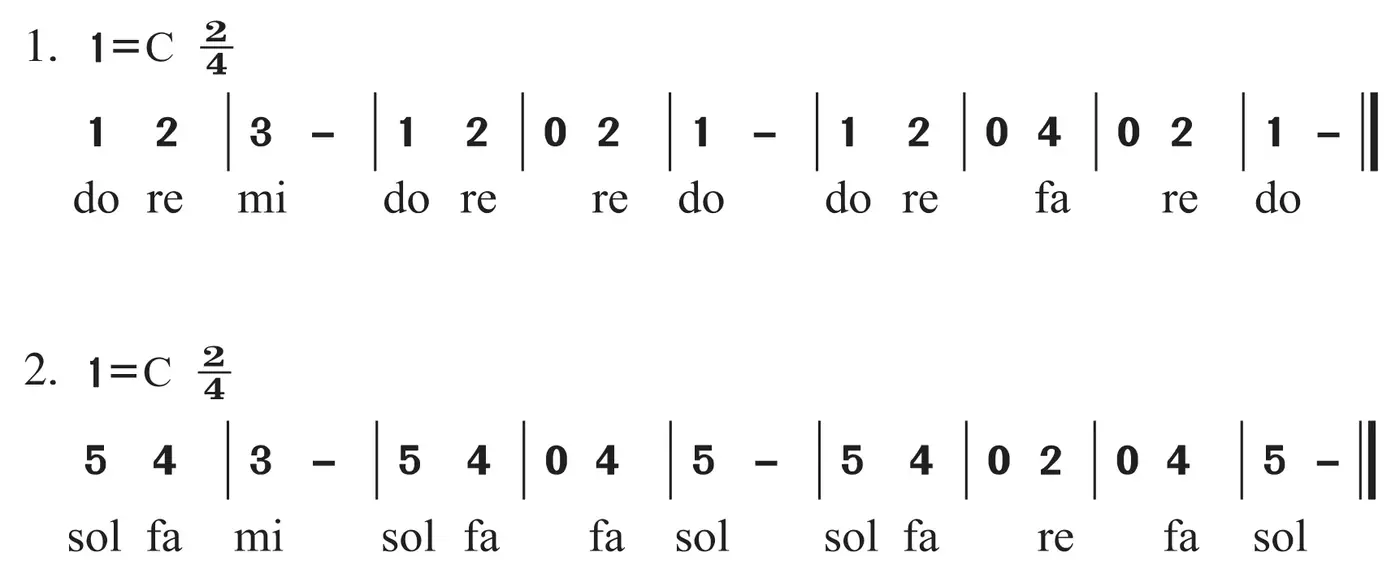 1. 1=C 2/4
1 2 | 3 – | 1 2 | 0 2 | 1 – | 1 2 | 0 4 | 0 2 | 1 – ‖
do re mi do re re do do re fa re do
2. 1=C 2/4
5 4 | 3 – | 5 4 | 0 4 | 5 – | 5 4 | 0 2 | 0 4 | 5 – ‖
sol fa mi sol fa fa sol sol fa re fa sol